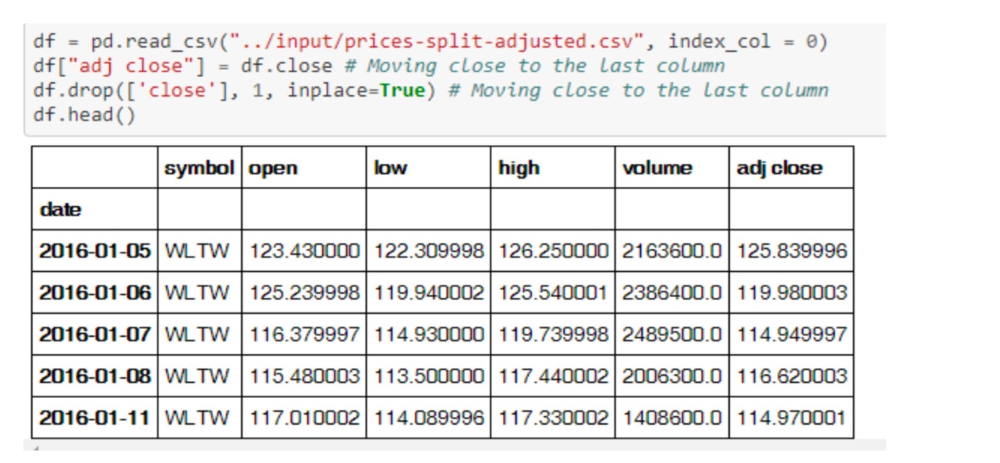 df = pd.read_csv("../input/prices-split-adjusted.csv", index_col = 0)
df["adj close"] = df.close # Moving close to the last column
df.drop(['close'], 1, inplace=True) # Moving close to the last column
df.head()
symbol open low high volume adj close
date
2016-01-05 WLTW 123.430000 122.309998 126.250000 2163600.0 125.839996
2016-01-06 WLTW 125.239998 119.940002 125.540001 2386400.0 119.980003
2016-01-07 WLTW 116.379997 114.930000 119.739998 2489500.0 114.949997
2016-01-08 WLTW 115.480003 113.500000 117.440002 2006300.0 116.620003
2016-01-11 WLTW 117.010002 114.089996 117.330002 1408600.0 114.970001